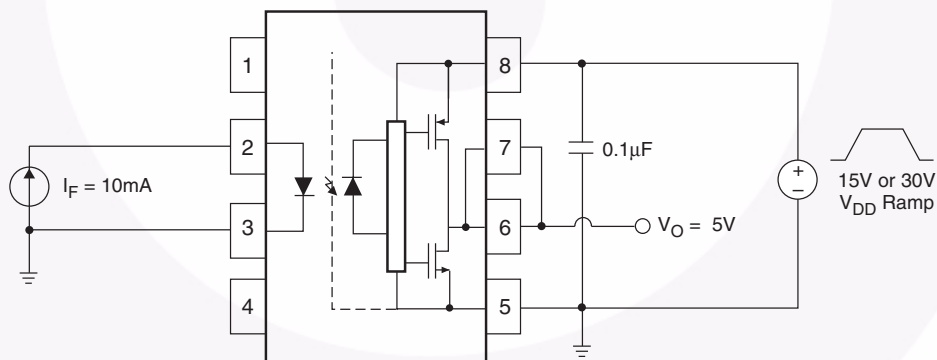 1
8
2
7
0.1μF
I_F = 10mA
+
–
15V or 30V
V_DD Ramp
3
6
V_O = 5V
4
5